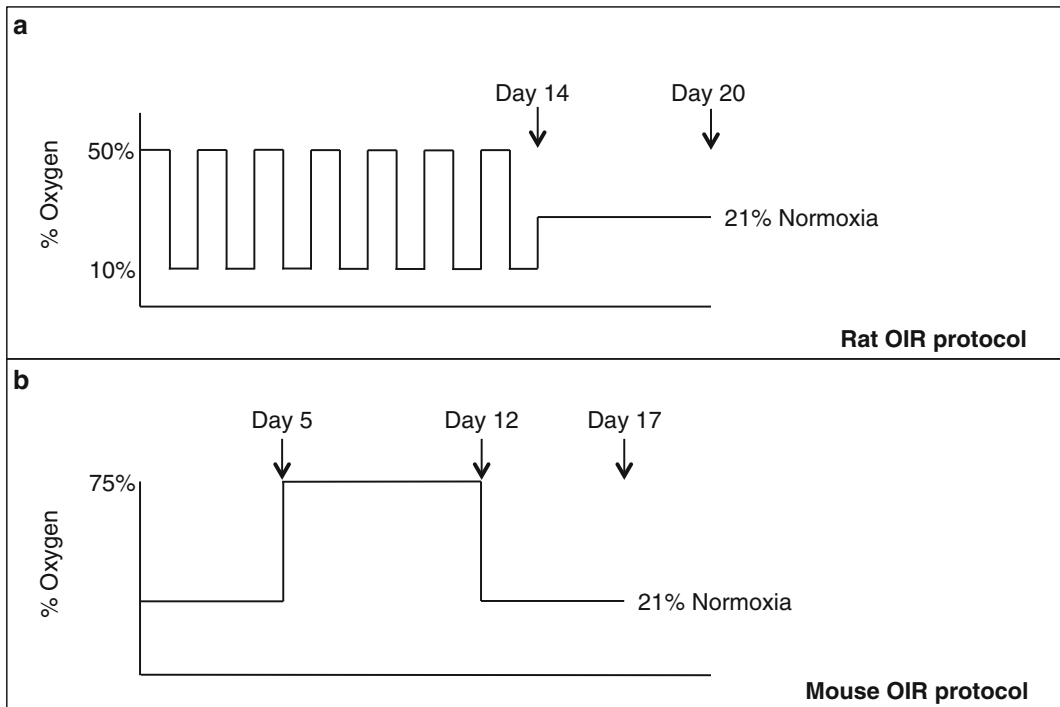 a
Day 14 Day 20
50%
% Oxygen
21% Normoxia
10%
Rat OIR protocol
b
Day 5 Day 12 Day 17
75%
% Oxygen
21% Normoxia
Mouse OIR protocol